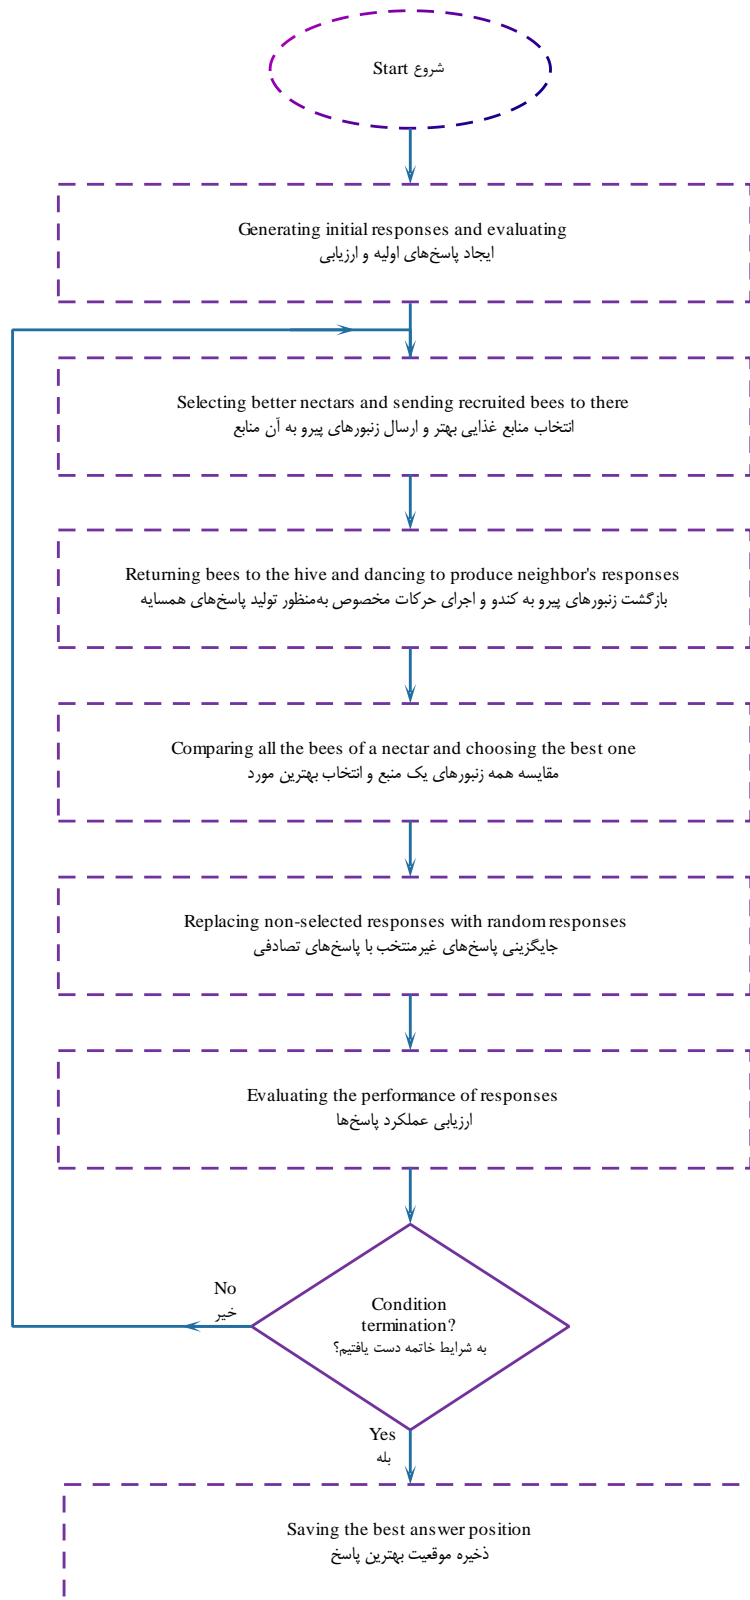 Start شروع
Generating initial responses and evaluating
ایجاد پاسخ‌های اولیه و ارزیابی
Selecting better nectars and sending recruited bees to there
انتخاب منابع غذایی بهتر و ارسال زنبورهای پیرو به آن منابع
Returning bees to the hive and dancing to produce neighbor's responses
بازگشت زنبورهای پیرو به کندو و اجرای حرکات مخصوص به‌منظور تولید پاسخ‌های همسایه
Comparing all the bees of a nectar and choosing the best one
مقایسه همه زنبورهای یک منبع و انتخاب بهترین مورد
Replacing non-selected responses with random responses
جایگزینی پاسخ‌های غیرمنتخب با پاسخ‌های تصادفی
Evaluating the performance of responses
ارزیابی عملکرد پاسخ‌ها
No
خیر
Condition
termination?
به شرایط خاتمه دست یافتیم؟
Yes
بله
Saving the best answer position
ذخیره موقعیت بهترین پاسخ